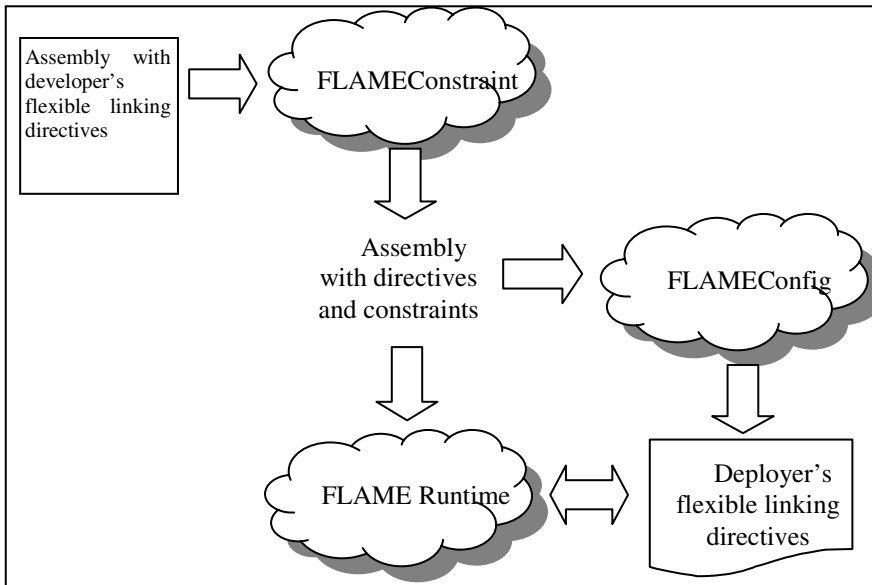 Assembly with
developer's
flexible linking
directives
FLAMEConstraint
Assembly
with directives
and constraints
FLAMEConfig
FLAME Runtime
Deployer's
flexible linking
directives